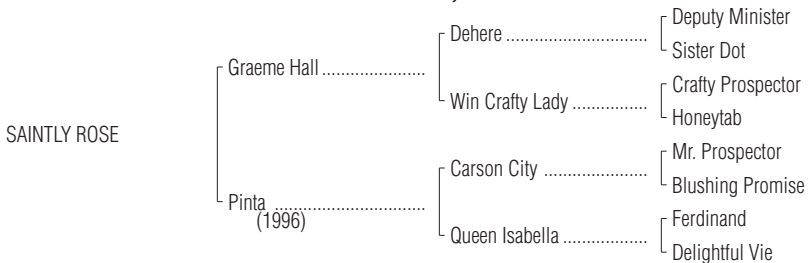 Deputy Minister
Dehere ..............................
Sister Dot
Graeme Hall ......................
Crafty Prospector
Win Crafty Lady ................
Honeytab
SAINTLY ROSE
Mr. Prospector
Carson City ......................
Blushing Promise
Pinta ................................
(1996)
Ferdinand
Queen Isabella ..................
Delightful Vie